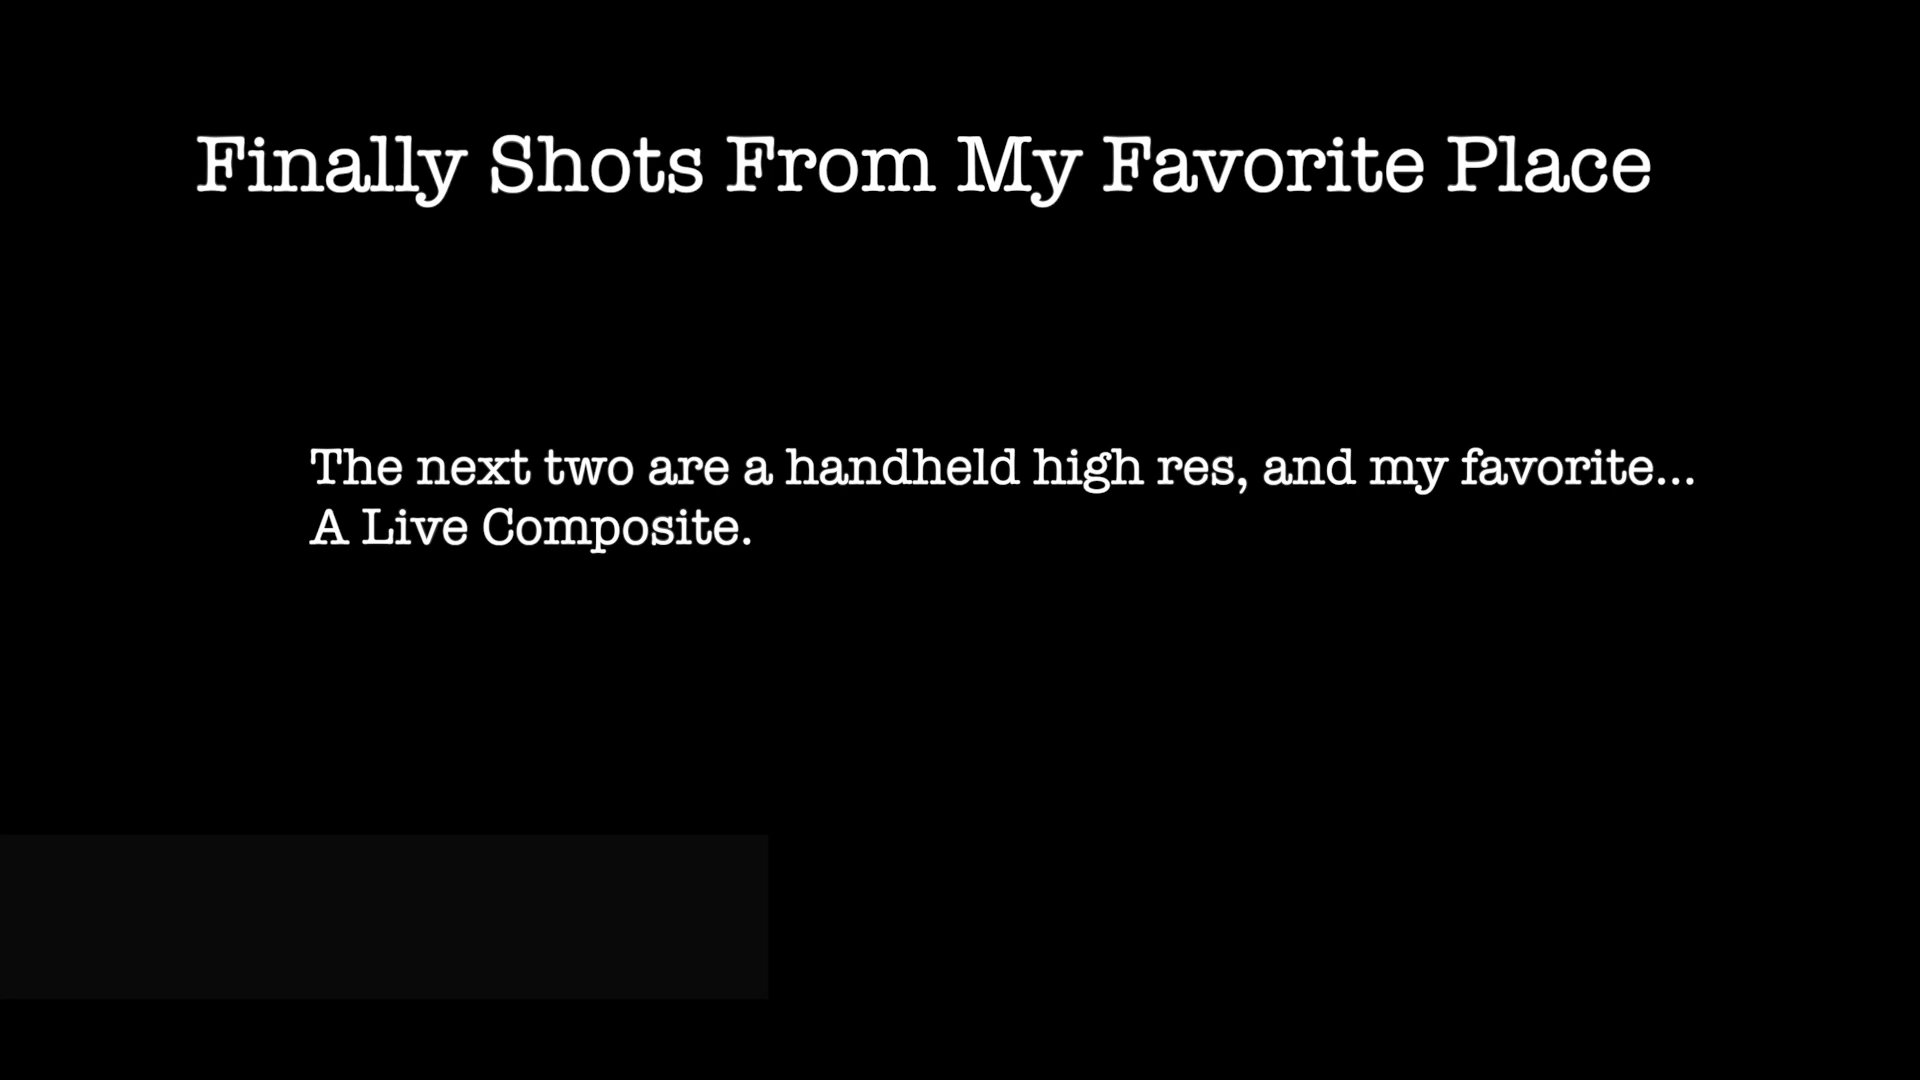 Finally Shots From My Favorite Place
The next two are a handheld high res, and my favorite...
A Live Composite.